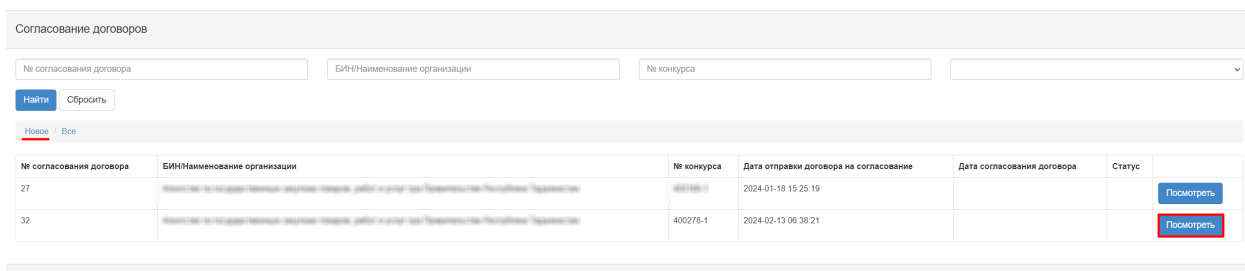 Согласование договоров
№ согласования договора БИН/Наименование организации № конкурса
Найти Сбросить
Новое / Все
№ согласования договора БИН/Наименование организации № конкурса Дата отправки договора на согласование Дата согласования договора Статус
27 2024-01-18 15:25:19 Посмотреть
32 400278-1 2024-02-13 06:38:21 Посмотреть